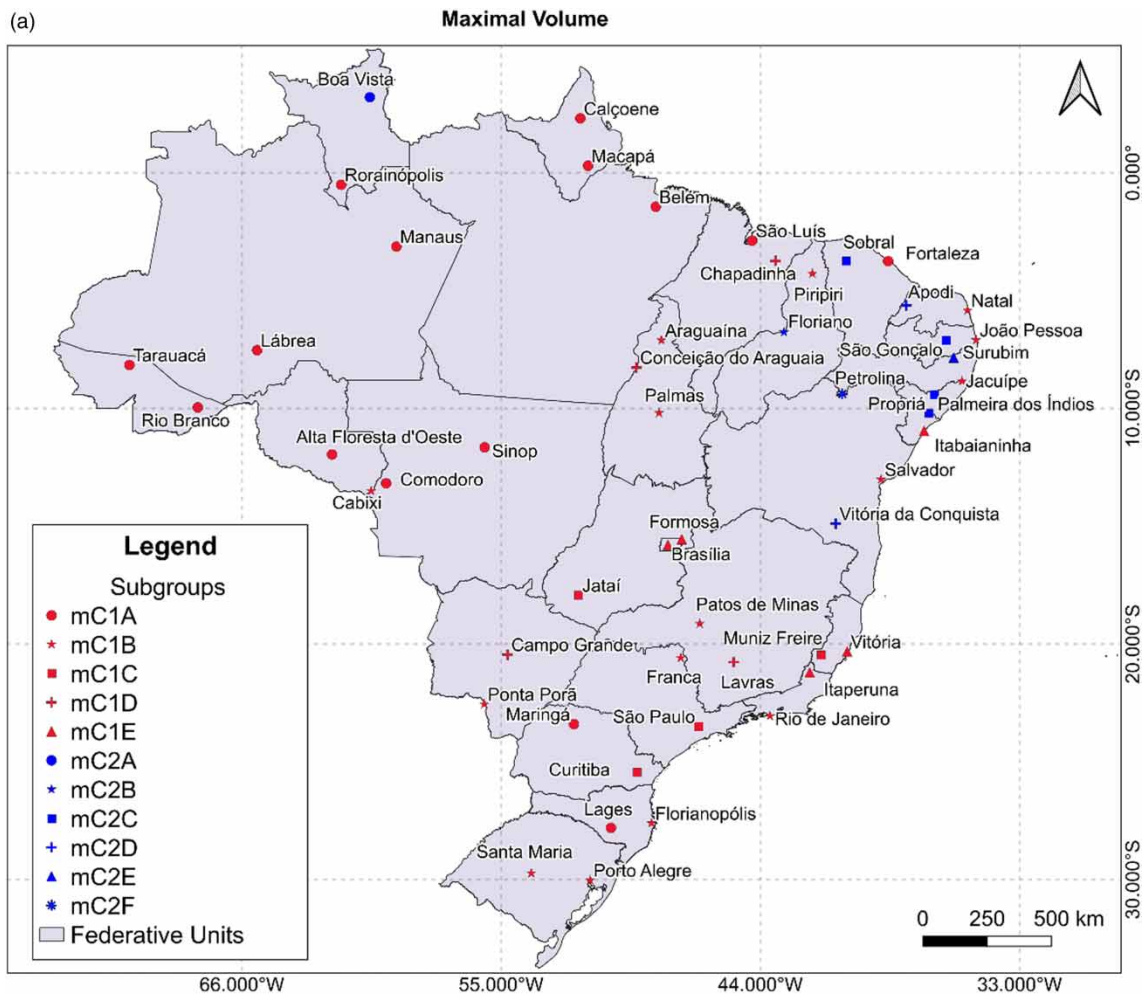 (a)
Maximal Volume
Boa Vista
Calçoene
Macapá
0.000°
Rorainópolis
Belém
Manaus
São Luís
Sobral
Fortaleza
Chapadinha
Piripiri
Apodi
Natal
Floriano
Araguaína
João Pessoa
São Gonçalo
Surubim
Lábrea
Tarauacá
Conceição do Araguaia
Petrolina
Jacuípe
Palmas
Propriá
Palmeira dos Índios
10.000°S
Rio Branco
Alta Floresta d'Oeste
Sinop
Itabaianinha
Comodoro
Salvador
Cabixi
Vitória da Conquista
Formosa
Brasília
Jataí
Patos de Minas
Muniz Freire
Vitória
20.000°S
Campo Grande
Franca
Lavras
Itaperuna
Ponta Porã
Maringá
São Paulo
Rio de Janeiro
Curitiba
Lages
Florianopólis
Santa Maria
Porto Alegre
30.000°S
Legend
Subgroups
mC1A
mC1B
mC1C
mC1D
mC1E
mC2A
mC2B
mC2C
mC2D
mC2E
mC2F
Federative Units
0 250 500 km
66.000°W 55.000°W 44.000°W 33.000°W